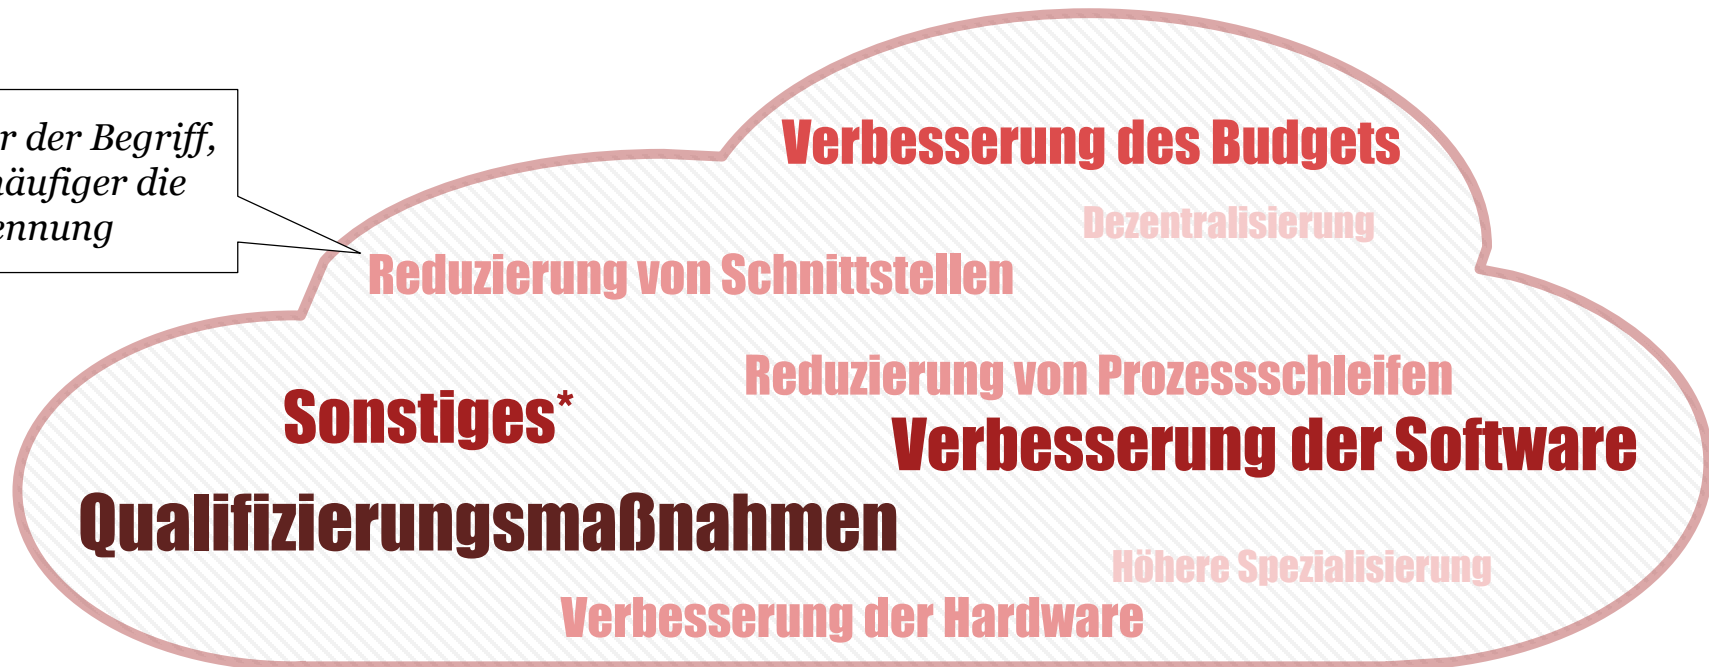 r der Begriff,
häufiger die
ennung
Verbesserung des Budgets
Dezentralisierung
Reduzierung von Schnittstellen
Reduzierung von Prozessschleifen
Sonstiges*
Verbesserung der Software
Qualifizierungsmaßnahmen
Höhere Spezialisierung
Verbesserung der Hardware